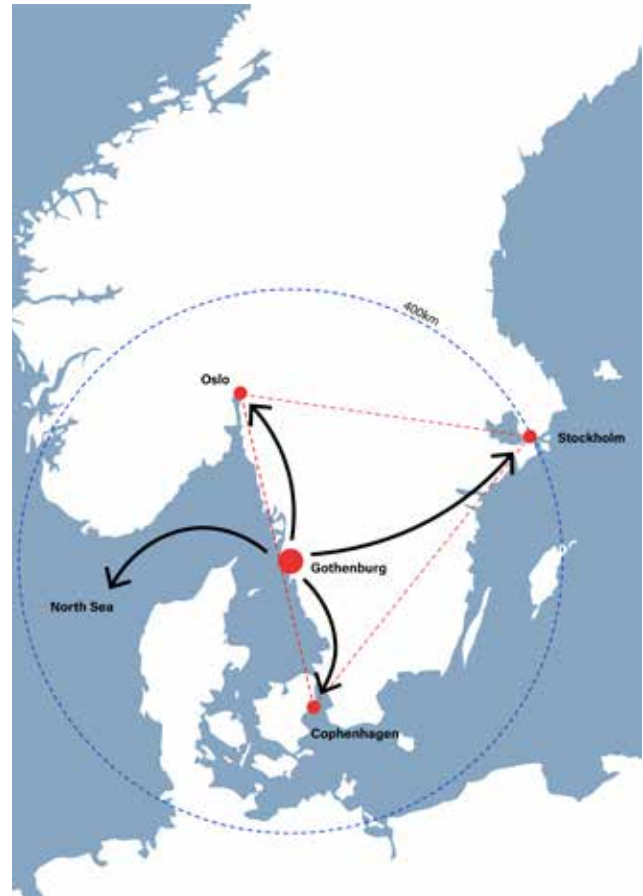 400km
Oslo
Stockholm
Gothenburg
North Sea
Cophenhagen